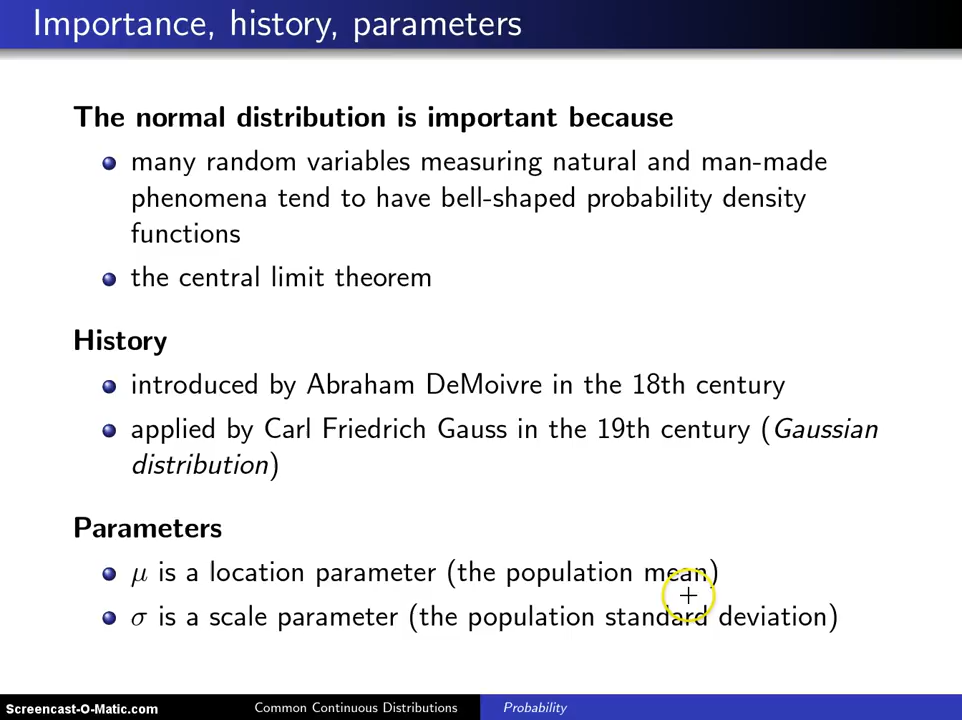 Importance, history, parameters
The normal distribution is important because
many random variables measuring natural and man-made
phenomena tend to have bell-shaped probability density
functions
the central limit theorem
History
introduced by Abraham DeMoivre in the 18th century
applied by Carl Friedrich Gauss in the 19th century (Gaussian
distribution)
Parameters
μ is a location parameter (the population mean)
σ is a scale parameter (the population standard deviation)
Screencast-O-Matic.com Common Continuous Distributions Probability